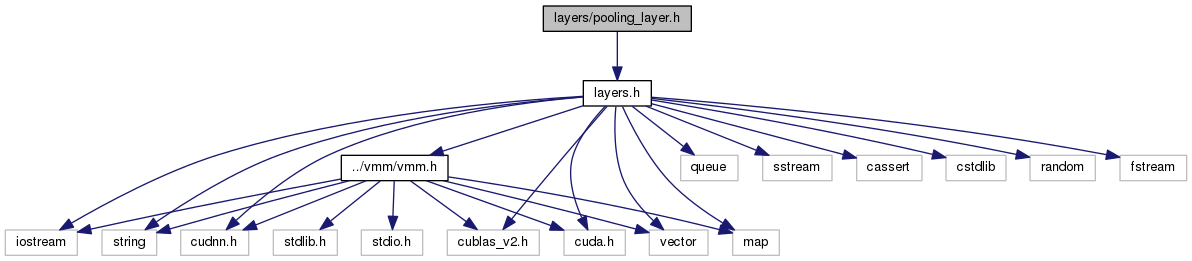 layers/pooling_layer.h
layers.h
../vmm/vmm.h
queue
sstream
cassert
cstdlib
random
fstream
iostream
string
cudnn.h
stdlib.h
stdio.h
cublas_v2.h
cuda.h
vector
map